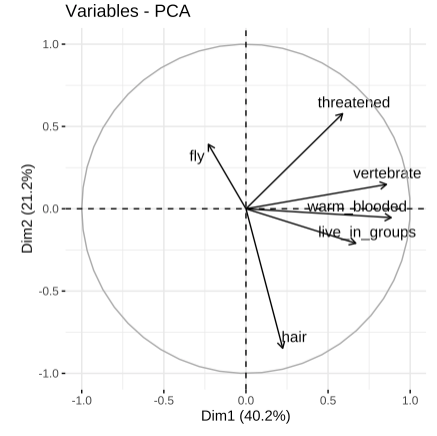 Variables - PCA
1.0
threatened
0.5
fly
vertebrate
0.0
warm_blooded
live_in_groups
-0.5
hair
-1.0
-1.0 -0.5 0.0 0.5 1.0
Dim1 (40.2%)
Dim2 (21.2%)